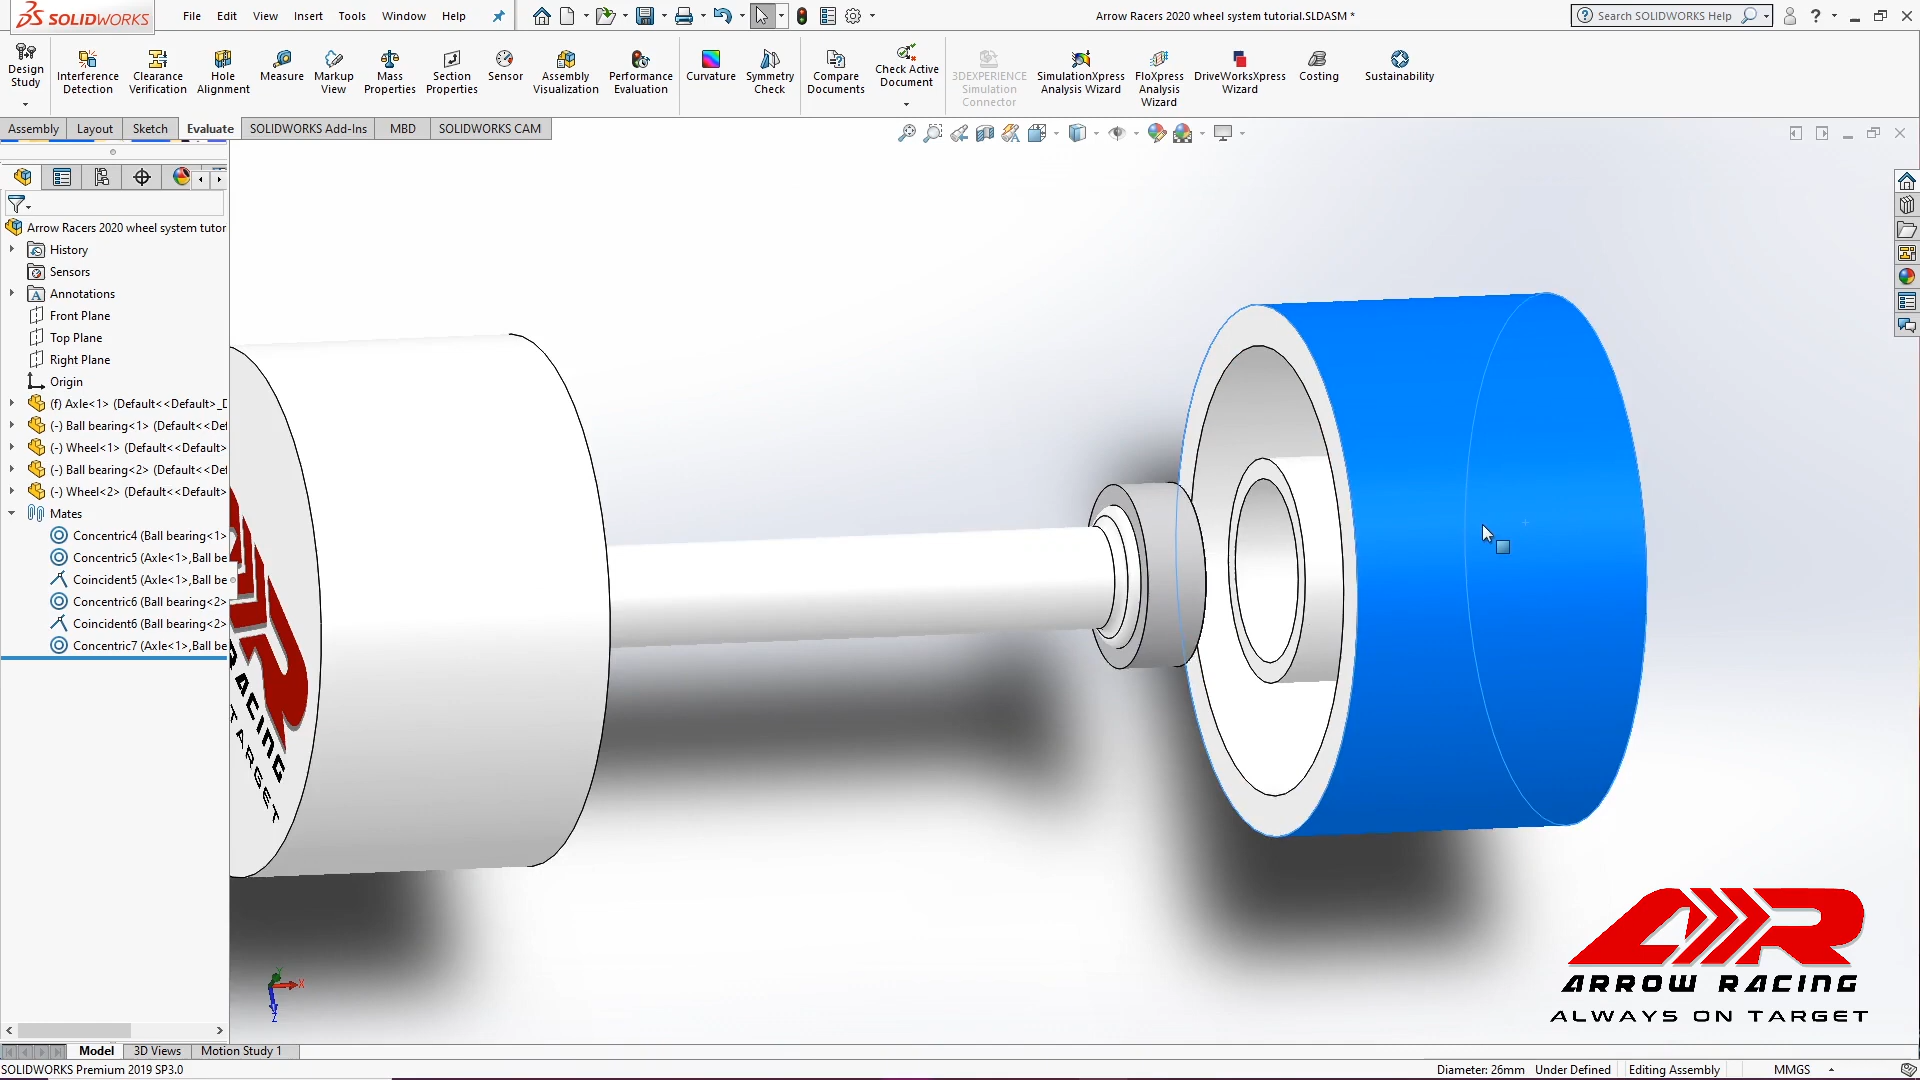 SOLIDWORKS File Edit View Insert Tools Window Help
Arrow Racers 2020 wheel system tutorial.SLDASM *
Search SOLIDWORKS Help
Design Study
Interference Detection
Clearance Verification
Hole Alignment
Measure
Markup View
Mass Properties
Section Properties
Sensor
Assembly Visualization
Performance Evaluation
Curvature
Symmetry Check
Compare Documents
Check Active Document
3DEXPERIENCE Simulation Connector
SimulationXpress Analysis Wizard
FloXpress Analysis Wizard
DriveWorksXpress Wizard
Costing
Sustainability
Assembly Layout Sketch Evaluate SOLIDWORKS Add-Ins MBD SOLIDWORKS CAM
Arrow Racers 2020 wheel system tutor
History
Sensors
Annotations
Front Plane
Top Plane
Right Plane
Origin
(f) Axle<1> (Default<<Default>_D
(-) Ball bearing<1> (Default<<Def
(-) Wheel<1> (Default<<Default>
(-) Ball bearing<2> (Default<<Def
(-) Wheel<2> (Default<<Default>
Mates
Concentric4 (Ball bearing<1>
Concentric5 (Axle<1>,Ball be
Coincident5 (Axle<1>,Ball be
Concentric6 (Ball bearing<2>
Coincident6 (Ball bearing<2>
Concentric7 (Axle<1>,Ball be
ACING
TARGET
X
Y
Z
AR
ARROW RACING
ALWAYS ON TARGET
Model 3D Views Motion Study 1
SOLIDWORKS Premium 2019 SP3.0
Diameter: 26mm Under Defined Editing Assembly MMGS